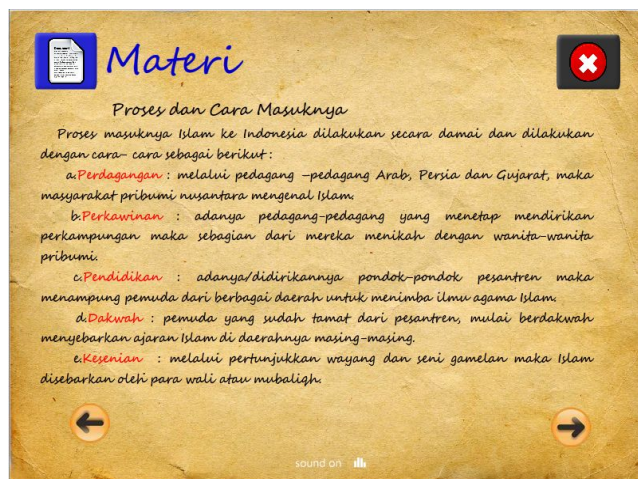 Materi
Proses dan Cara Masuknya
Proses masuknya Islam ke Indonesia dilakukan secara damai dan dilakukan
dengan cara- cara sebagai berikut :
a.Perdagangan : melalui pedagang -pedagang Arab, Persia dan Gujarat, maka
masyarakat pribumi nusantara mengenal Islam.
b.Perkawinan : adanya pedagang-pedagang yang menetap mendirikan
perkampungan maka sebagian dari mereka menikah dengan wanita-wanita
pribumi.
c.Pendidikan : adanya/didirikannya pondok-pondok pesantren maka
menampung pemuda dari berbagai daerah untuk menimba ilmu agama Islam.
d.Dakwah : pemuda yang sudah tamat dari pesantren, mulai berdakwah
menyebarkan ajaran Islam di daerahnya masing-masing.
e.Kesenian : melalui pertunjukkan wayang dan seni gamelan maka Islam
disebarkan oleh para wali atau mubaligh.
sound on